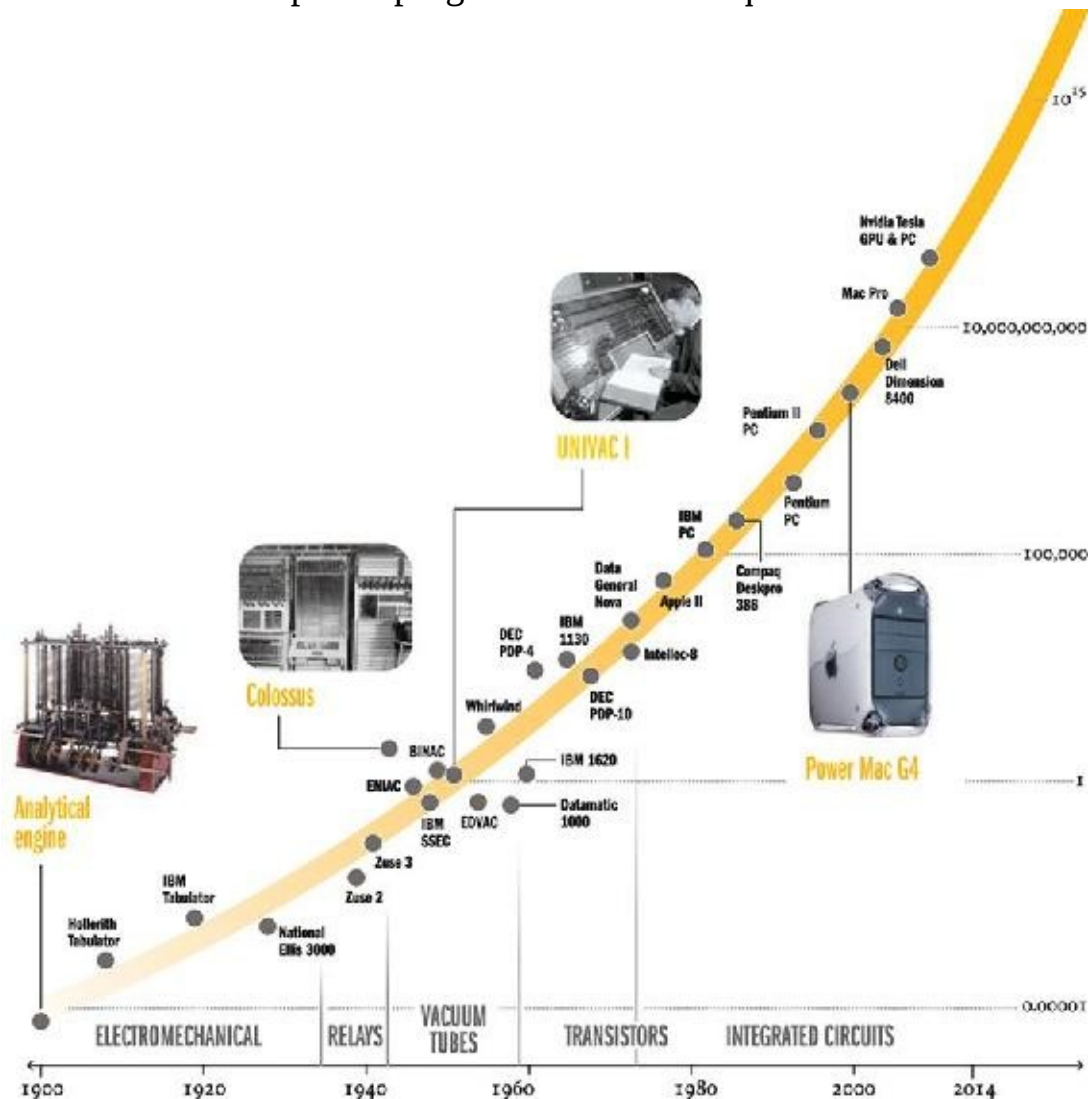 10¹⁵
Nvidia Tesla
GPU & PC
Mac Pro
10,000,000,000
Dell
Dimension
8400
Pentium II
PC
UNIVAC I
Pentium
PC
IBM
PC
100,000
Compaq
Deskpro
386
Data
General
Nova
Apple II
IBM
1130
DEC
PDP-4
Intellec-8
DEC
PDP-10
Colossus
Whirlwind
BINAC
IBM 1620
ENIAC
Power Mac G4
1
Analytical
engine
IBM
SSEC
EDVAC
Datamatic
1000
Zuse 3
Zuse 2
IBM
Tabulator
Hollerith
Tabulator
National
Ellis 3000
0.00001
ELECTROMECHANICAL
RELAYS
VACUUM
TUBES
TRANSISTORS
INTEGRATED CIRCUITS
1900
1920
1940
1960
1980
2000
2014